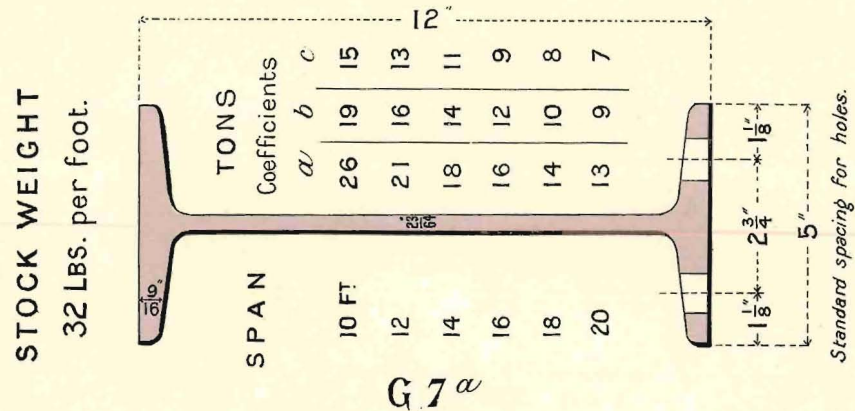 STOCK WEIGHT
32 LBS. per foot.
12"
TONS
Coefficients
SPAN a b c
10 FT 26 19 15
12 21 16 13
14 18 14 11
16 16 12 9
18 14 10 8
20 13 9 7
9/16"
23/64"
1 1/8" 2 3/4" 1 1/8"
5"
Standard spacing for holes.
G 7 a